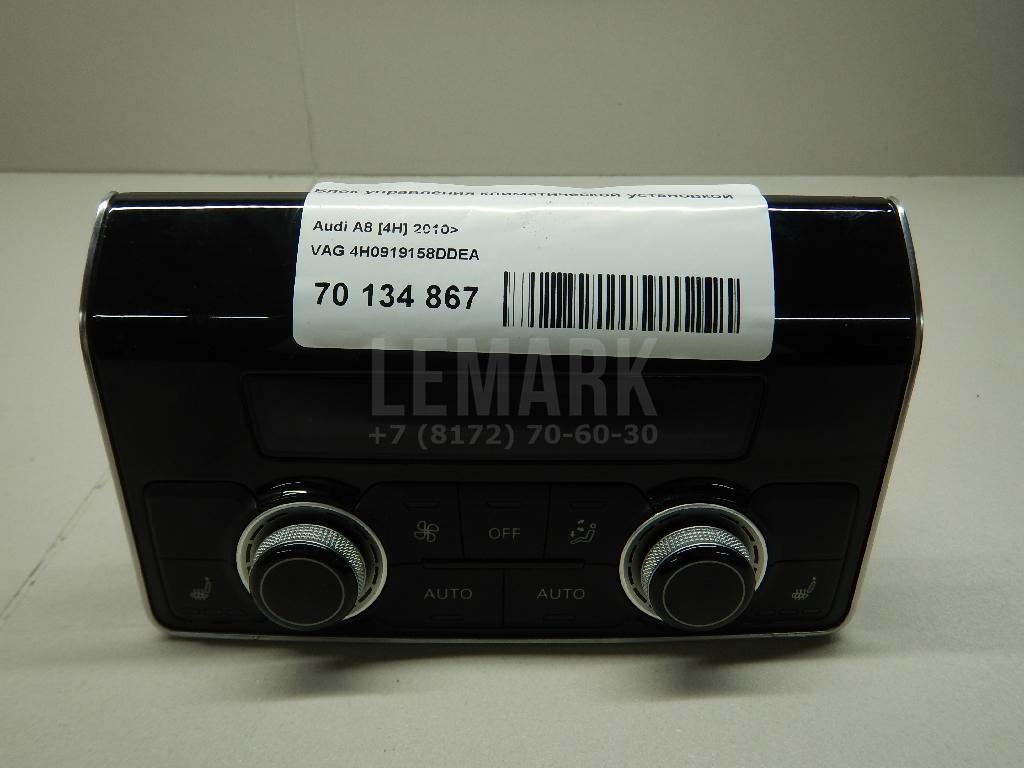 Блок управления климатической установкой
Audi A8 [4H] 2010>
VAG 4H0919158DDEA
70 134 867
LEMARK
+7 (8172) 70-60-30
OFF
AUTO AUTO